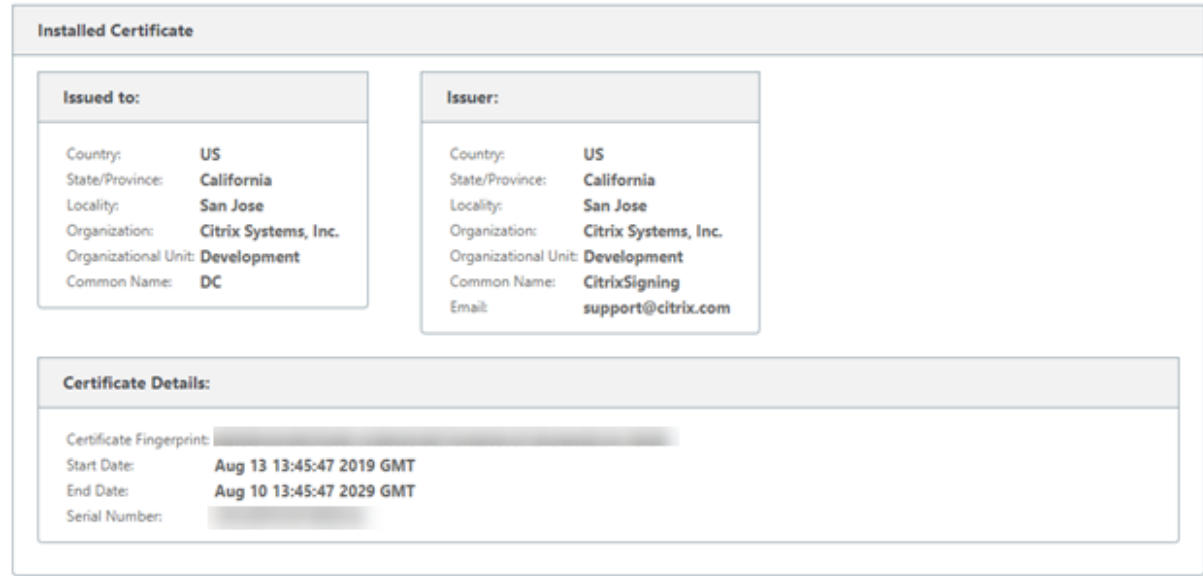 Installed Certificate
Issued to:
Country: US
State/Province: California
Locality: San Jose
Organization: Citrix Systems, Inc.
Organizational Unit: Development
Common Name: DC
Issuer:
Country: US
State/Province: California
Locality: San Jose
Organization: Citrix Systems, Inc.
Organizational Unit: Development
Common Name: CitrixSigning
Email: support@citrix.com
Certificate Details:
Certificate Fingerprint:
Start Date: Aug 13 13:45:47 2019 GMT
End Date: Aug 10 13:45:47 2029 GMT
Serial Number: